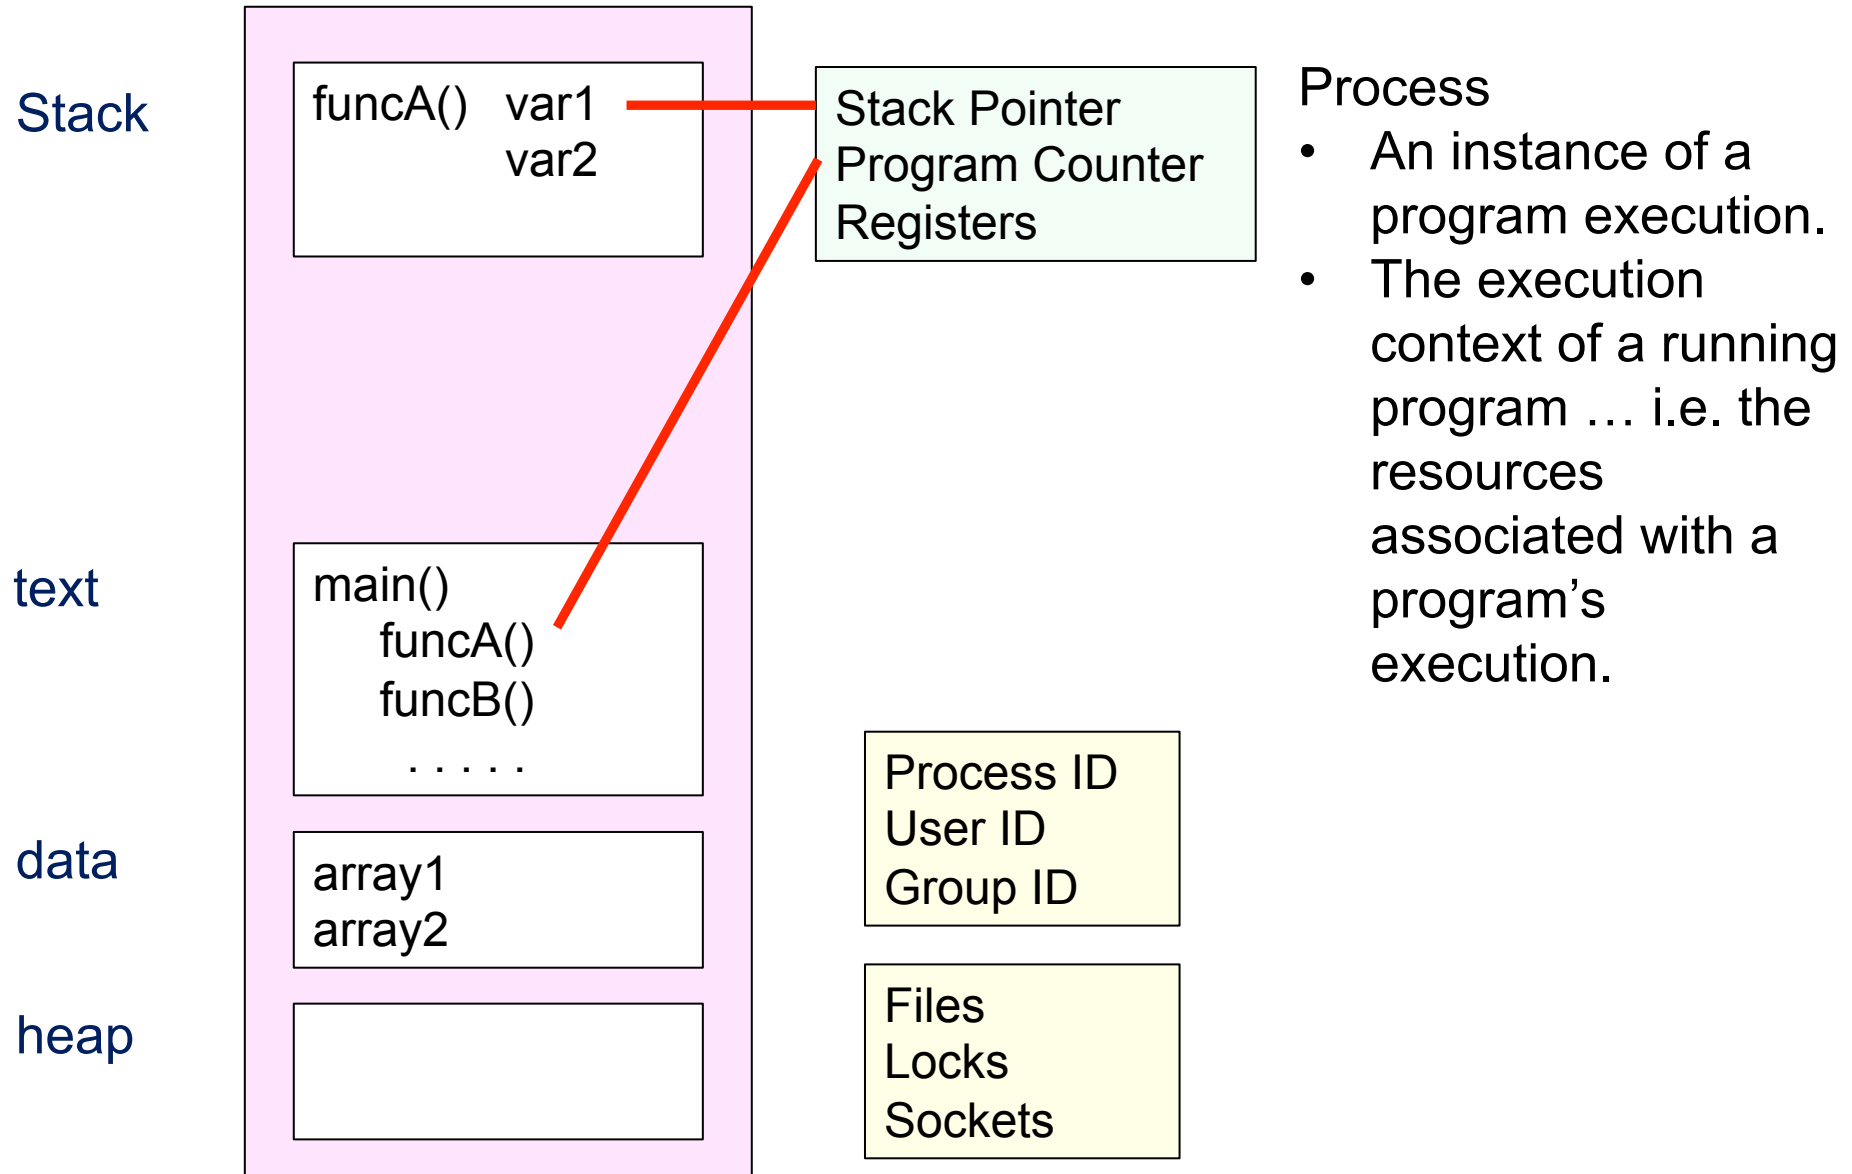 Stack
funcA() var1
var2
Stack Pointer
Program Counter
Registers
Process
• An instance of a
program execution.
• The execution
context of a running
program … i.e. the
resources
associated with a
program’s
execution.
text
main()
funcA()
funcB()
. . . . .
data
array1
array2
heap
Process ID
User ID
Group ID
Files
Locks
Sockets